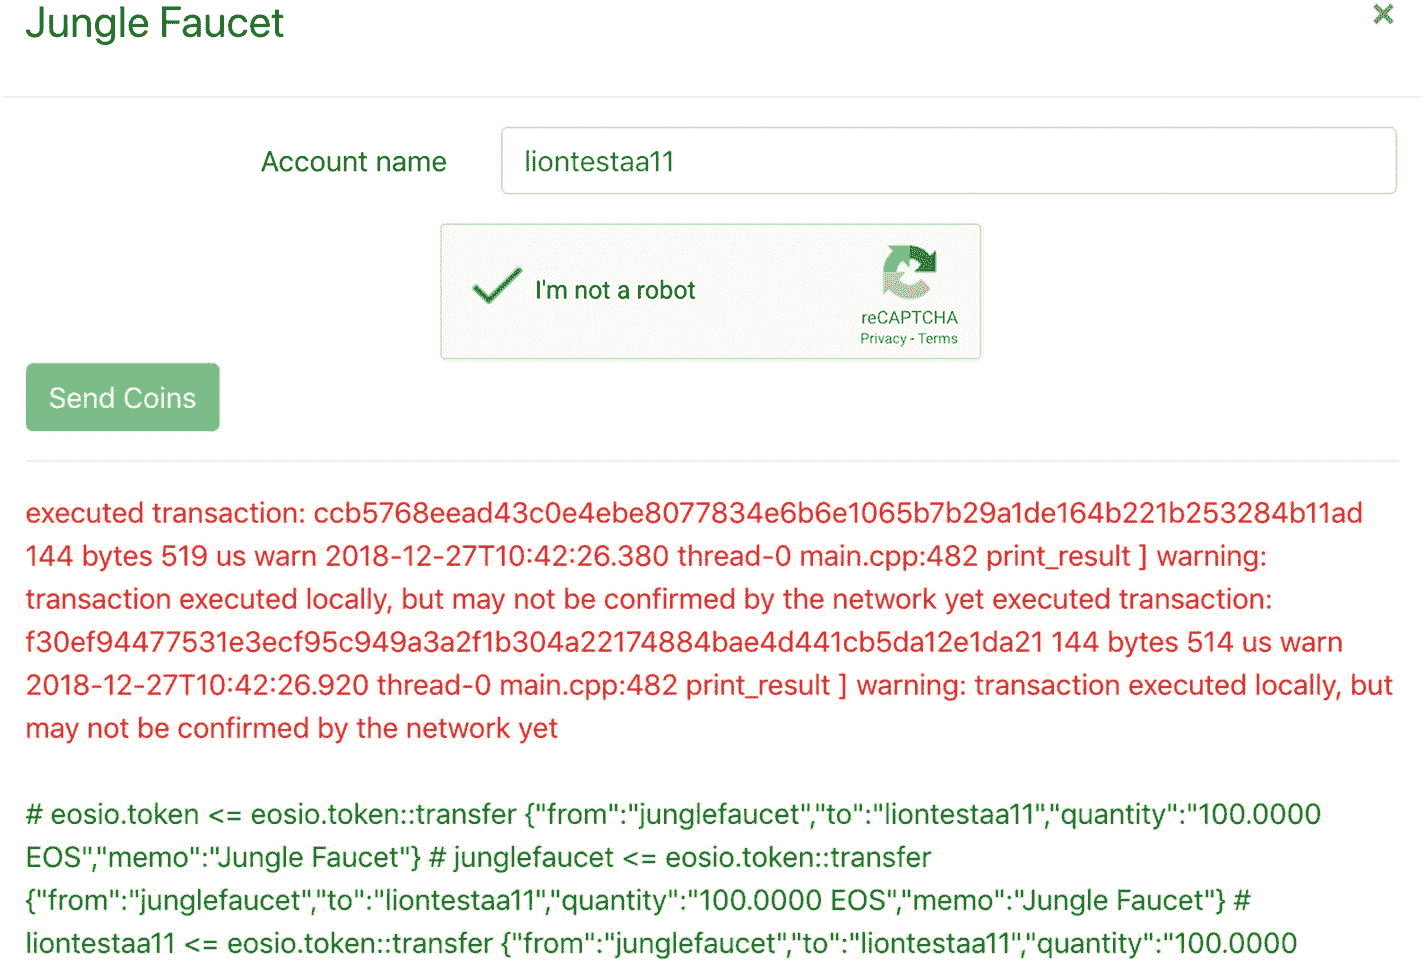 Jungle Faucet
×
Account name
liontestaa11
I'm not a robot
reCAPTCHA
Privacy - Terms
Send Coins
executed transaction: ccb5768eead43c0e4ebe8077834e6b6e1065b7b29a1de164b221b253284b11ad
144 bytes 519 us warn 2018-12-27T10:42:26.380 thread-0 main.cpp:482 print_result ] warning:
transaction executed locally, but may not be confirmed by the network yet executed transaction:
f30ef94477531e3ecf95c949a3a2f1b304a22174884bae4d441cb5da12e1da21 144 bytes 514 us warn
2018-12-27T10:42:26.920 thread-0 main.cpp:482 print_result ] warning: transaction executed locally, but
may not be confirmed by the network yet
# eosio.token <= eosio.token::transfer {"from":"junglefaucet","to":"liontestaa11","quantity":"100.0000
EOS","memo":"Jungle Faucet"} # junglefaucet <= eosio.token::transfer
{"from":"junglefaucet","to":"liontestaa11","quantity":"100.0000 EOS","memo":"Jungle Faucet"} #
liontestaa11 <= eosio.token::transfer {"from":"junglefaucet","to":"liontestaa11","quantity":"100.0000